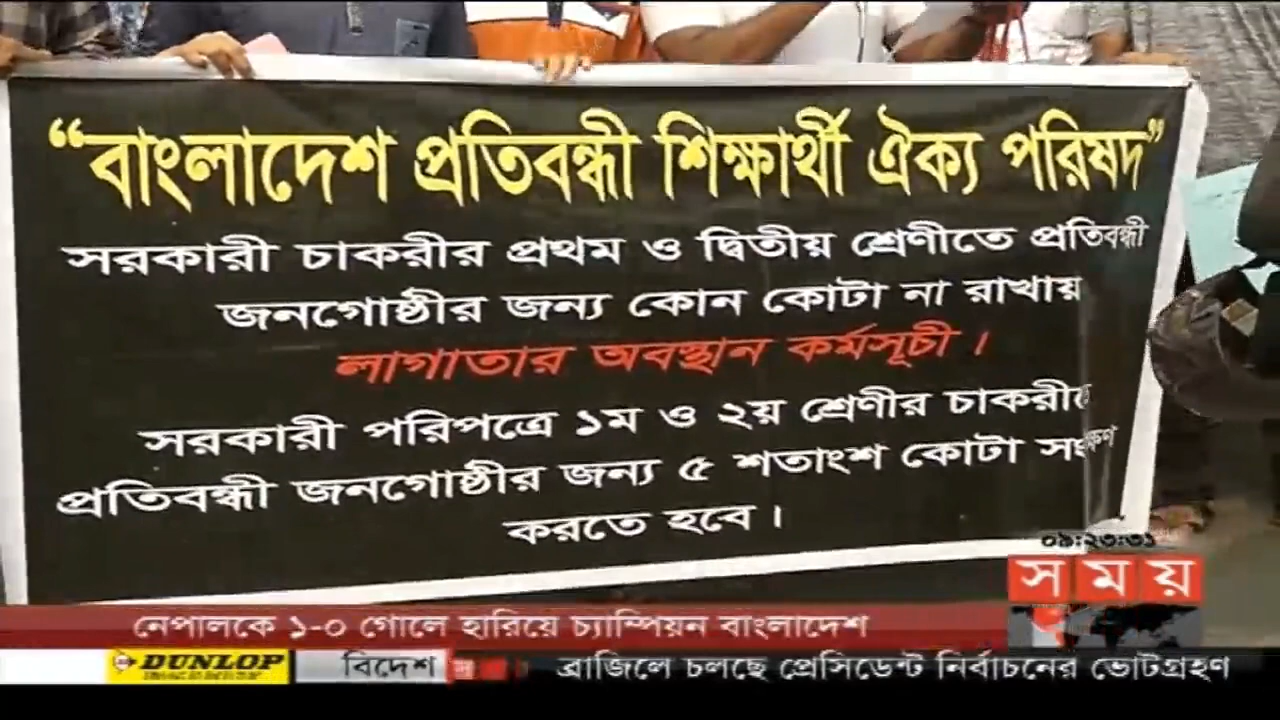 “বাংলাদেশ প্রতিবন্ধী শিক্ষার্থী ঐক্য পরিষদ”
সরকারী চাকরীর প্রথম ও দ্বিতীয় শ্রেণীতে প্রতিবন্ধী
জনগোষ্ঠীর জন্য কোন কোটা না রাখায়
লাগাতার অবস্থান কর্মসূচী ।
সরকারী পরিপত্রে ১ম ও ২য় শ্রেণীর
প্রতিবন্ধী জনগোষ্ঠীর জন্য ৫ শতাংশ কোটা
করতে হবে ।
০৯:২৩:৩১
সময়
নেপালকে ১-০ গোলে হারিয়ে চ্যাম্পিয়ন বাংলাদেশ
DUNLOP বিদেশ ব্রাজিলে চলছে প্রেসিডেন্ট নির্বাচনের ভোটগ্রহণ